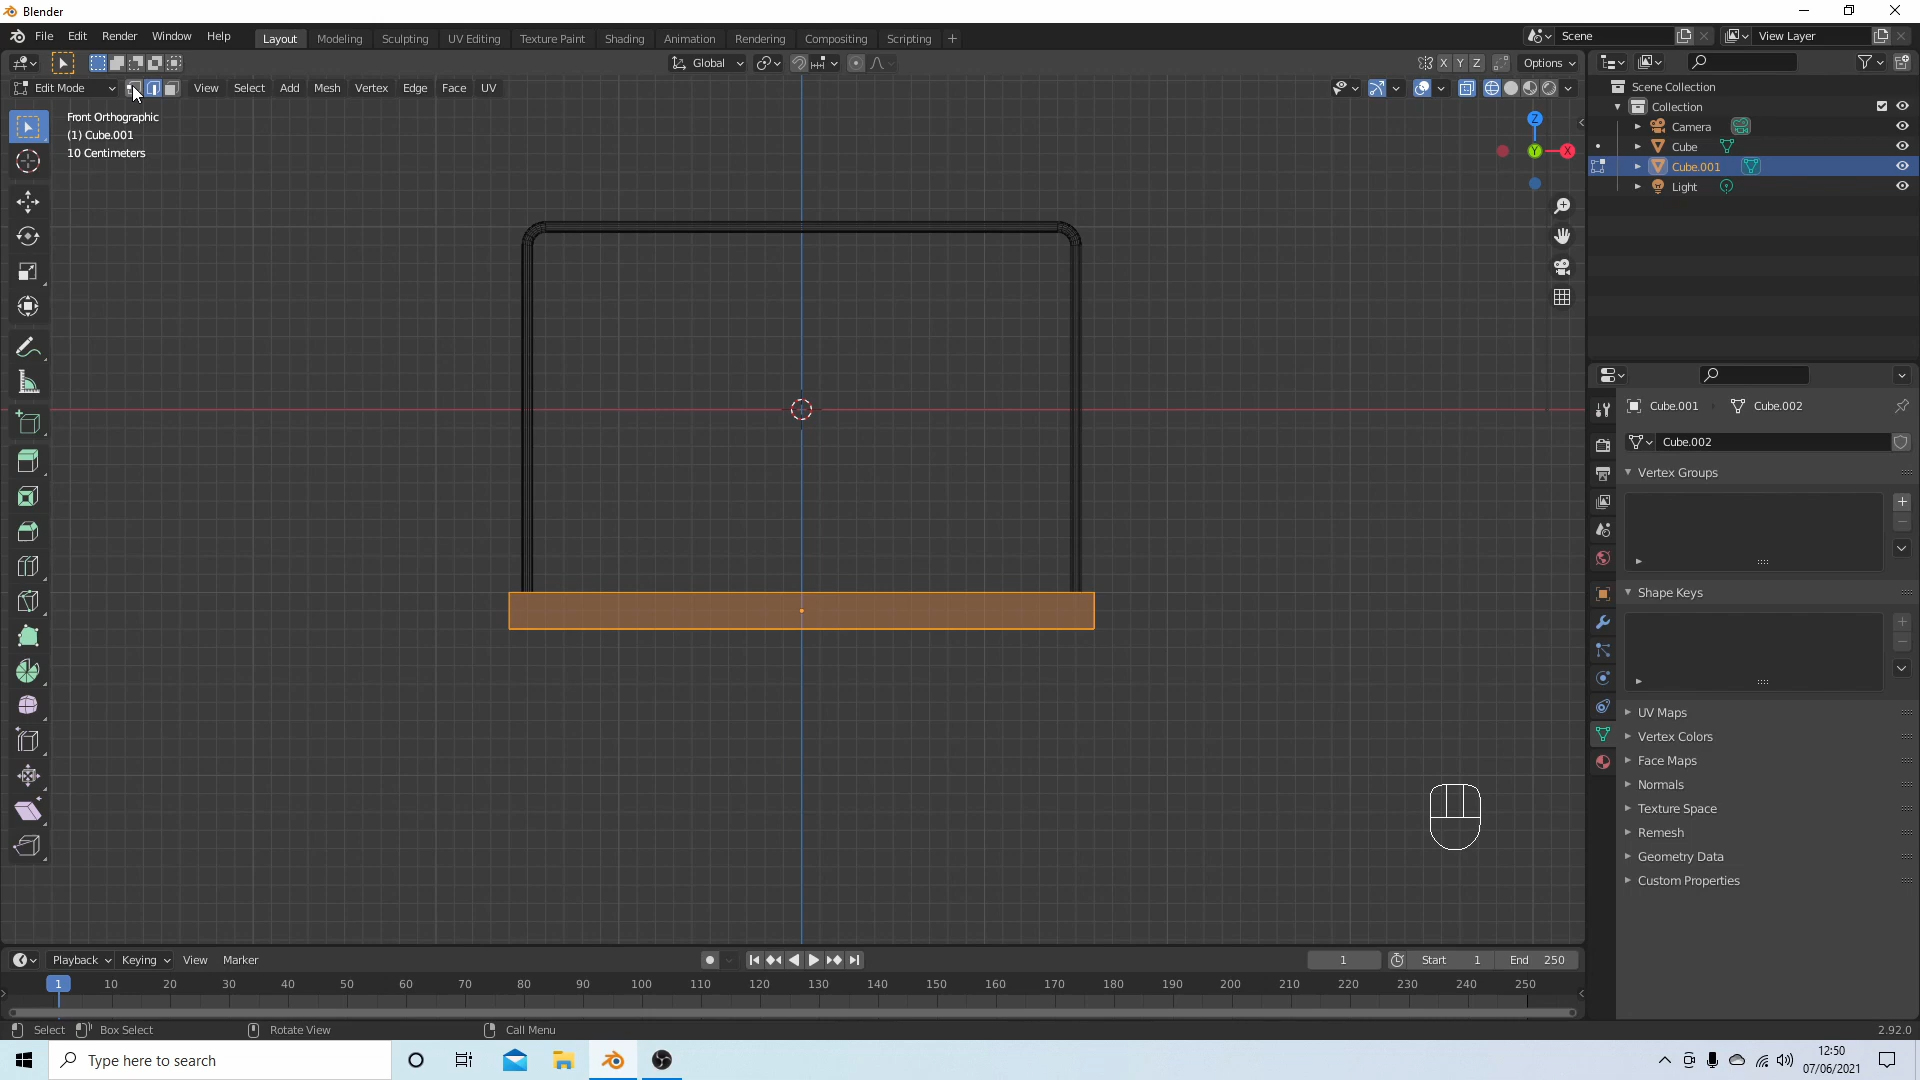 Blender
File Edit Render Window Help Layout Modeling Sculpting UV Editing Texture Paint Shading Animation Rendering Compositing Scripting + Scene View Layer
Global X Y Z Options
Edit Mode View Select Add Mesh Vertex Edge Face UV
Front Orthographic
(1) Cube.001
10 Centimeters
Z
Y X
Scene Collection
Collection
Camera
Cube
Cube.001
Light
Cube.001 Cube.002
Cube.002
Vertex Groups
Shape Keys
UV Maps
Vertex Colors
Face Maps
Normals
Texture Space
Remesh
Geometry Data
Custom Properties
Playback Keying View Marker 1 Start 1 End 250
1 10 20 30 40 50 60 70 80 90 100 110 120 130 140 150 160 170 180 190 200 210 220 230 240 250
Select Box Select Rotate View Call Menu 2.92.0
Type here to search
12:50
07/06/2021